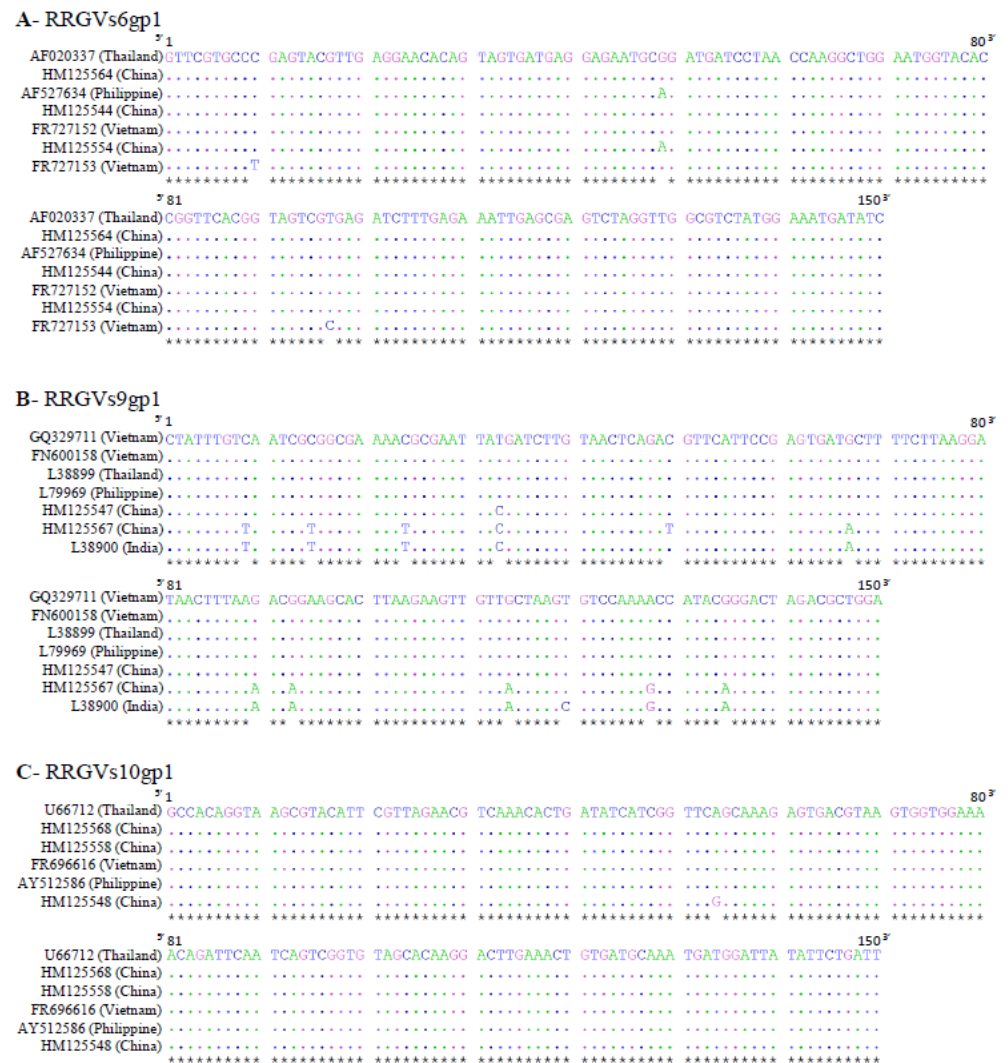 A- RRGVs6gp1
5' 1 80 3'
AF020337 (Thailand) GTTCGTGCCC GAGTACGTTG AGGAACACAG TAGTGATGAG GAGAATGCGG ATGATCCTAA CCAAGGCTGG AATGGTACAC
HM125564 (China) .......... .......... .......... .......... .......... .......... .......... ..........
AF527634 (Philippine) .......... .......... .......... .......... ........A. .......... .......... ..........
HM125544 (China) .......... .......... .......... .......... .......... .......... .......... ..........
FR727152 (Vietnam) .......... .......... .......... .......... .......... .......... .......... ..........
HM125554 (China) .......... .......... .......... .......... ........A. .......... .......... ..........
FR727153 (Vietnam) .........T .......... .......... .......... .......... .......... .......... ..........
********* ********** ********** ********** ******** * ********** ********** **********
5' 81 150 3'
AF020337 (Thailand) CGGTTCACGG TAGTCGTGAG ATCTTTGAGA AATTGAGCGA GTCTAGGTTG GCGTCTATGG AAATGATATC
HM125564 (China) .......... .......... .......... .......... .......... .......... ..........
AF527634 (Philippine) .......... .......... .......... .......... .......... .......... ..........
HM125544 (China) .......... .......... .......... .......... .......... .......... ..........
FR727152 (Vietnam) .......... .......... .......... .......... .......... .......... ..........
HM125554 (China) .......... .......... .......... .......... .......... .......... ..........
FR727153 (Vietnam) .......... ......C... .......... .......... .......... .......... ..........
********** ****** *** ********** ********** ********** ********** **********
B- RRGVs9gp1
5' 1 80 3'
GQ329711 (Vietnam) CTATTTGTCA ATCGCGGCGA AAACGCGAAT TATGATCTTG TAACTCAGAC GTTCATTCCG AGTGATGCTT TTCTTAAGGA
FN600158 (Vietnam) .......... .......... .......... .......... .......... .......... .......... ..........
L38899 (Thailand) .......... .......... .......... .......... .......... .......... .......... ..........
L79969 (Philippine) .......... .......... .......... .......... .......... .......... .......... ..........
HM125547 (China) .......... .......... .......... ..C....... .......... .......... .......... ..........
HM125567 (China) ........T. ....T..... ...T...... ..C....... .........T .......... ......A... ..........
L38900 (India) ........T. ....T..... ...T...... ..C....... .......... .......... ......A... ..........
******** * **** ***** *** ****** ** ******* ********* ********** ****** *** **********
5' 81 150 3'
GQ329711 (Vietnam) TAACTTTAAG ACGGAAGCAC TTAAGAAGTT GTTGCTAAGT GTCCAAAACC ATACGGGACT AGACGCTGGA
FN600158 (Vietnam) .......... .......... .......... .......... .......... .......... ..........
L38899 (Thailand) .......... .......... .......... .......... .......... .......... ..........
L79969 (Philippine) .......... .......... .......... .......... .......... .......... ..........
HM125547 (China) .......... .......... .......... .......... .......... .......... ..........
HM125567 (China) .........A ..A....... .......... ...A...... .......G.. ....A..... ..........
L38900 (India) .........A ..A....... .......... ...A.....C .......G.. ....A..... ..........
********* ** ******* ********** *** ***** ******* ** **** ***** **********
C- RRGVs10gp1
5' 1 80 3'
U66712 (Thailand) GCCACAGGTA AGCGTACATT CGTTAGAACG TCAAACACTG ATATCATCGG TTCAGCAAAG AGTGACGTAA GTGGTGGAAA
HM125568 (China) .......... .......... .......... .......... .......... .......... .......... ..........
HM125558 (China) .......... .......... .......... .......... .......... .......... .......... ..........
FR696616 (Vietnam) .......... .......... .......... .......... .......... .......... .......... ..........
AY512586 (Philippine) .......... .......... .......... .......... .......... .......... .......... ..........
HM125548 (China) .......... .......... .......... .......... .......... ...G...... .......... ..........
********** ********** ********** ********** ********** *** ****** ********** **********
5' 81 150 3'
U66712 (Thailand) ACAGATTCAA TCAGTCGGTG TAGCACAAGG ACTTGAAACT GTGATGCAAA TGATGGATTA TATTCTGATT
HM125568 (China) .......... .......... .......... .......... .......... .......... ..........
HM125558 (China) .......... .......... .......... .......... .......... .......... ..........
FR696616 (Vietnam) .......... .......... .......... .......... .......... .......... ..........
AY512586 (Philippine) .......... .......... .......... .......... .......... .......... ..........
HM125548 (China) .......... .......... .......... .......... .......... .......... ..........
********** ********** ********** ********** ********** ********** **********